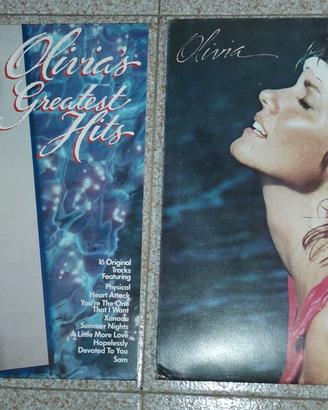 Olivia's
Greatest
Hits
16 Original
Tracks
Featuring
Physical
Heart Attack
You're The One
That I Want
Xanadu
Summer Nights
A Little More Love
Hopelessly
Devoted To You
Sam
Olivia